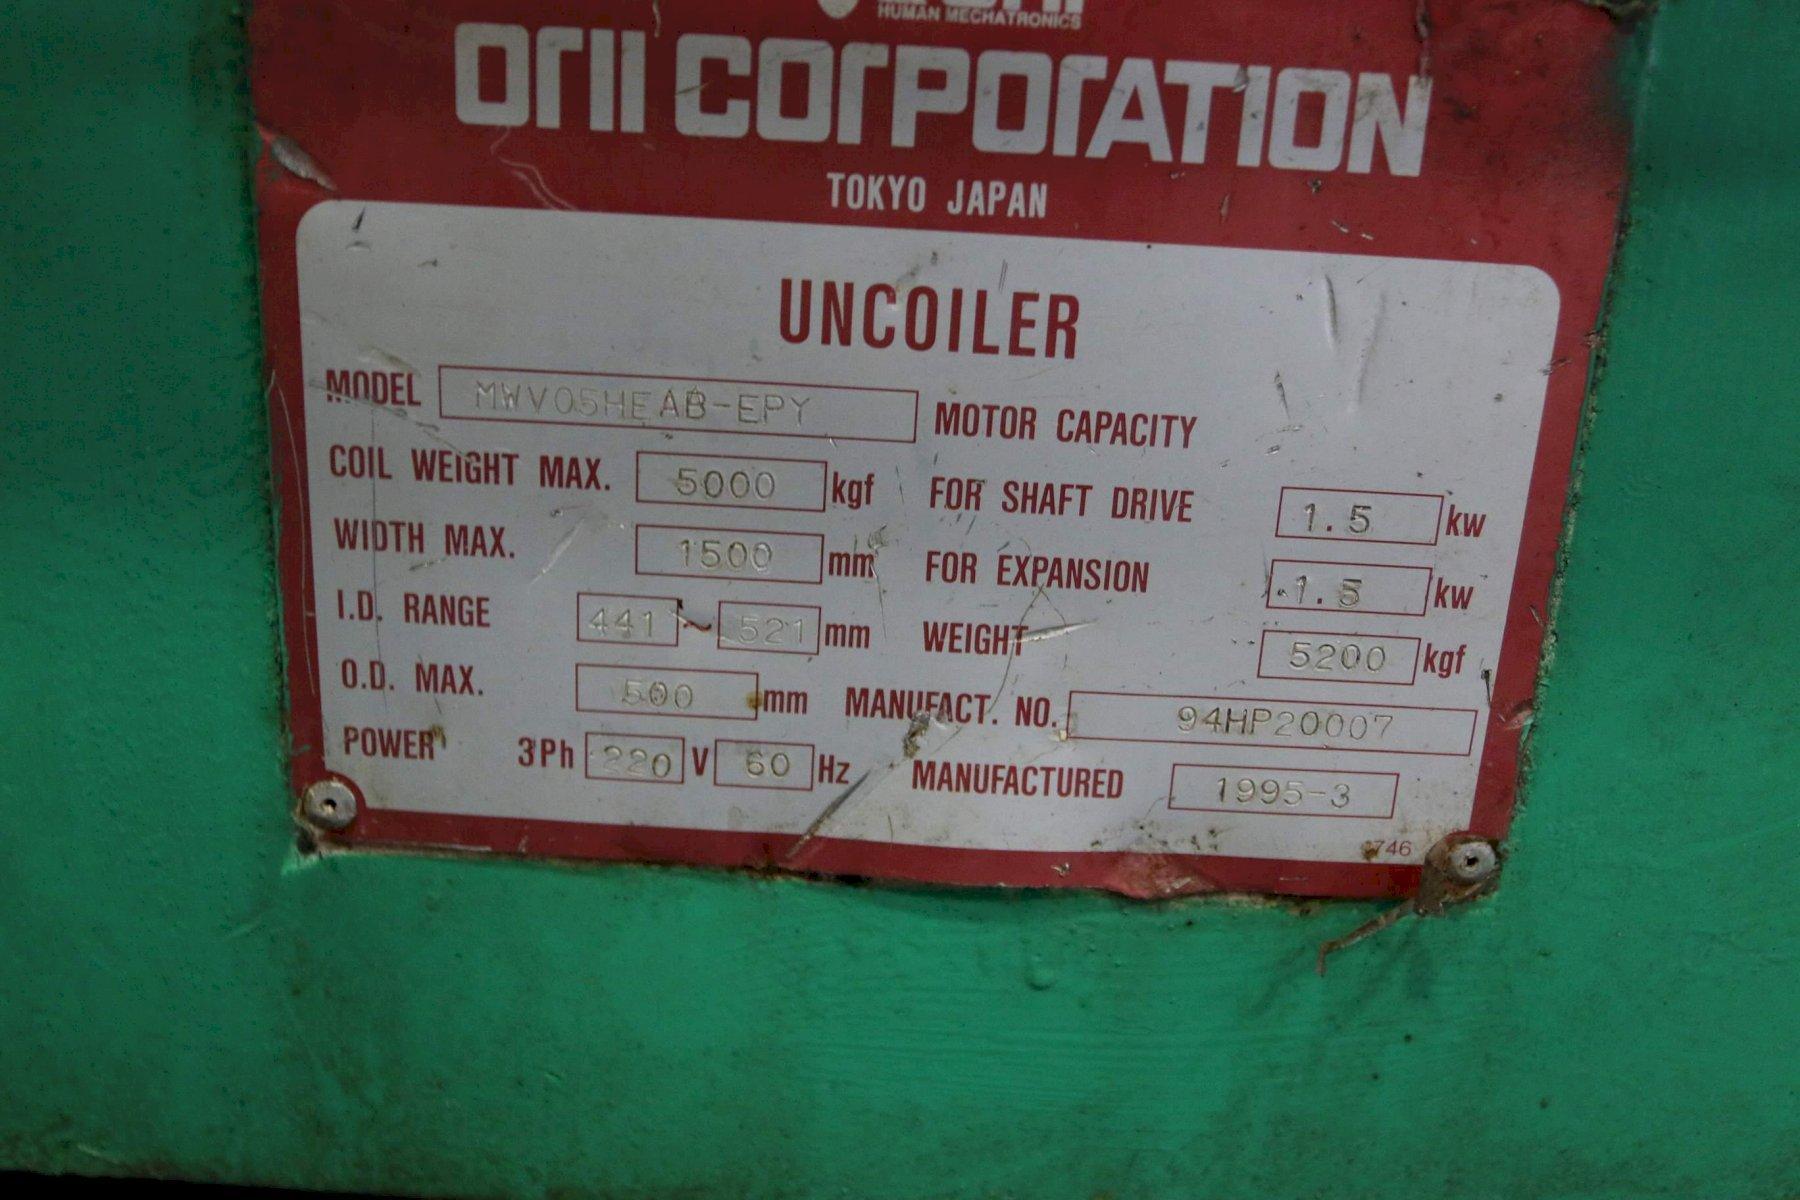 HUMAN MECHATRONICS
Orii Corporation
TOKYO JAPAN
UNCOILER
MODEL MWV05HEAB-EPY
COIL WEIGHT MAX. 5000 kgf
WIDTH MAX. 1500 mm
I.D. RANGE 441 ~ 521 mm
O.D. MAX. 500 mm
POWER 3Ph 220 V 60 Hz
MOTOR CAPACITY
FOR SHAFT DRIVE 1.5 kw
FOR EXPANSION 1.5 kw
WEIGHT 5200 kgf
MANUFACT. NO. 94HP20007
MANUFACTURED 1995-3